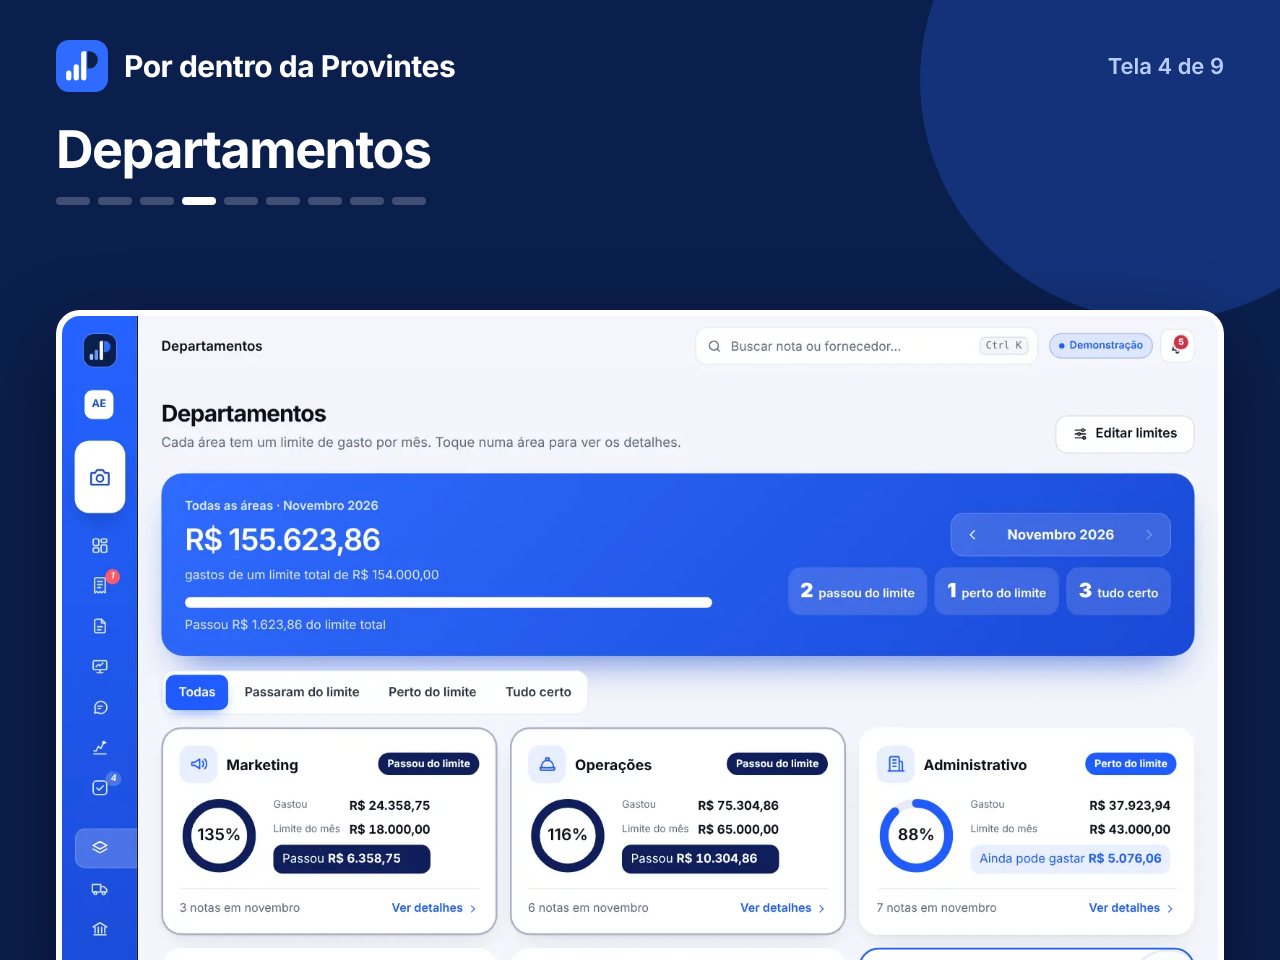 Por dentro da Provintes
Tela 4 de 9
Departamentos
Departamentos
Buscar nota ou fornecedor...
Ctrl K
Demonstração
5
AE
Departamentos
Cada área tem um limite de gasto por mês. Toque numa área para ver os detalhes.
Editar limites
Todas as áreas · Novembro 2026
R$ 155.623,86
gastos de um limite total de R$ 154.000,00
Passou R$ 1.623,86 do limite total
Novembro 2026
2 passou do limite
1 perto do limite
3 tudo certo
1
4
Todas
Passaram do limite
Perto do limite
Tudo certo
Marketing
Passou do limite
135%
Gastou R$ 24.358,75
Limite do mês R$ 18.000,00
Passou R$ 6.358,75
3 notas em novembro
Ver detalhes
Operações
Passou do limite
116%
Gastou R$ 75.304,86
Limite do mês R$ 65.000,00
Passou R$ 10.304,86
6 notas em novembro
Ver detalhes
Administrativo
Perto do limite
88%
Gastou R$ 37.923,94
Limite do mês R$ 43.000,00
Ainda pode gastar R$ 5.076,06
7 notas em novembro
Ver detalhes